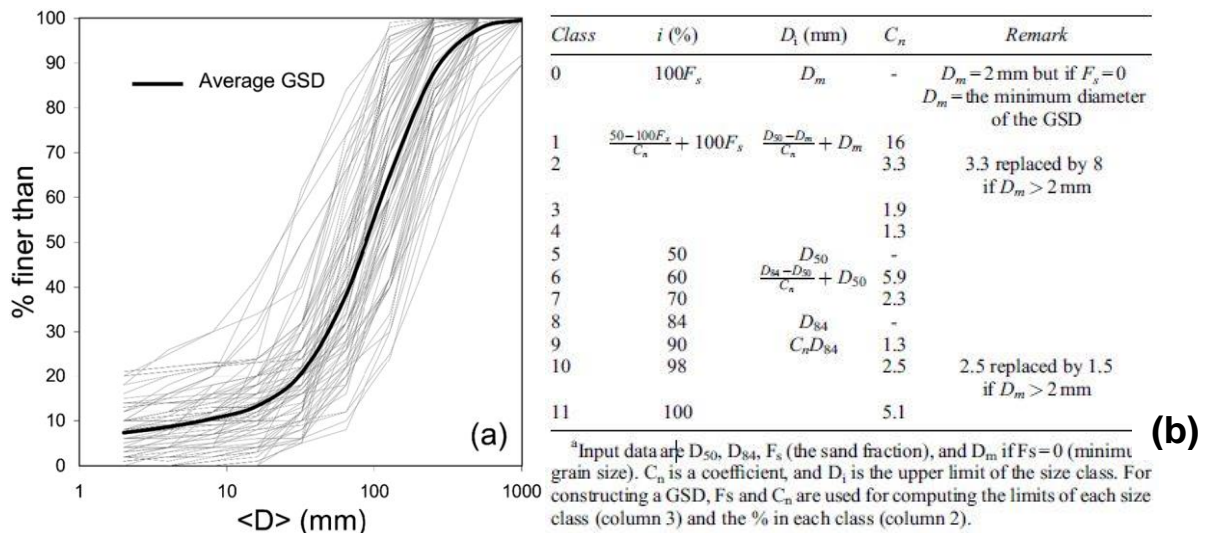 100
90
80
70
60
50
40
30
20
10
0
% finer than
Average GSD
(a)
1 10 100 1000
<D> (mm)
Class i (%) D_i (mm) C_n Remark
0 100F_s D_m - D_m = 2 mm but if F_s = 0
D_m = the minimum diameter
of the GSD
1 (50−100F_s)/C_n + 100F_s (D_50−D_m)/C_n + D_m 16
2 3.3 3.3 replaced by 8
if D_m > 2 mm
3 1.9
4 1.3
5 50 D_50 -
6 60 (D_84−D_50)/C_n + D_50 5.9
7 70 2.3
8 84 D_84 -
9 90 C_nD_84 1.3
10 98 2.5 2.5 replaced by 1.5
if D_m > 2 mm
11 100 5.1
(b)
ᵃInput data are D_50, D_84, F_s (the sand fraction), and D_m if Fs=0 (minimu
grain size). C_n is a coefficient, and D_i is the upper limit of the size class. For
constructing a GSD, Fs and C_n are used for computing the limits of each size
class (column 3) and the % in each class (column 2).